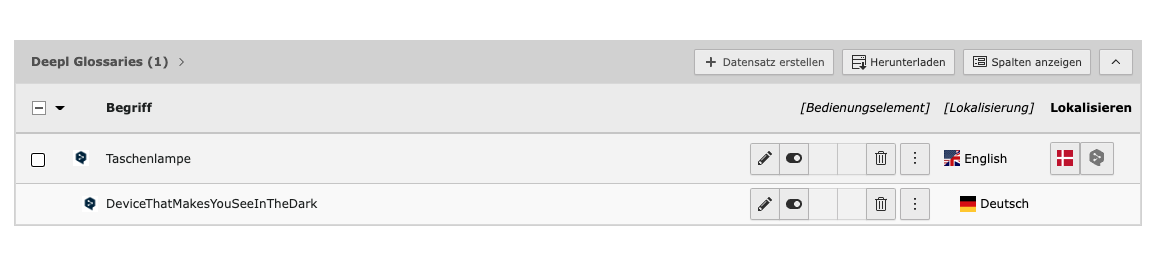 Deepl Glossaries (1)
+ Datensatz erstellen
Herunterladen
Spalten anzeigen
Begriff
[Bedienungselement]
[Lokalisierung]
Lokalisieren
Taschenlampe
English
DeviceThatMakesYouSeeInTheDark
Deutsch